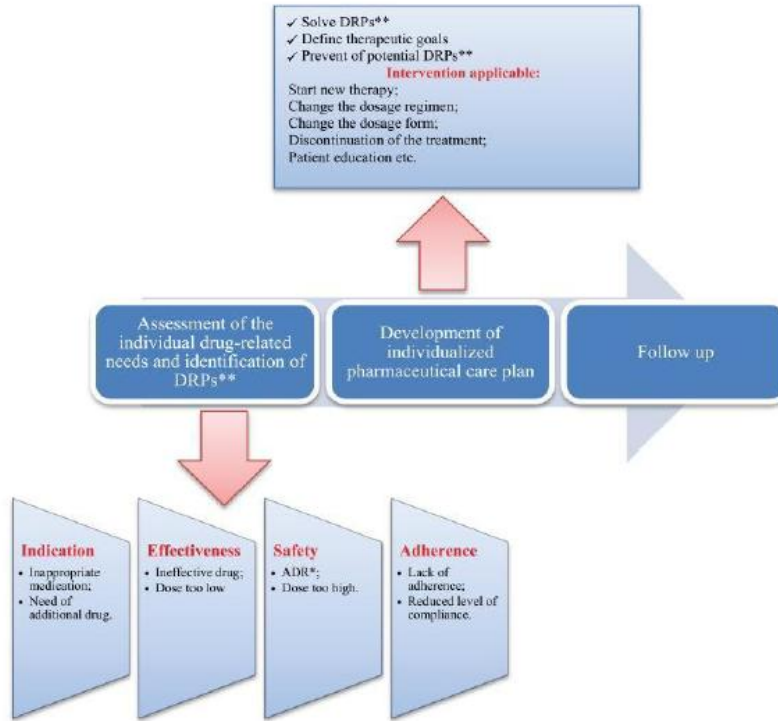 ✓ Solve DRPs**
✓ Define therapeutic goals
✓ Prevent of potential DRPs**
Intervention applicable:
Start new therapy;
Change the dosage regimen;
Change the dosage form;
Discontinuation of the treatment;
Patient education etc.
Assessment of the
individual drug-related
needs and identification of
DRPs**
Development of
individualized
pharmaceutical care plan
Follow up
Indication
• Inappropriate
medication;
• Need of
additional drug.
Effectiveness
• Ineffective drug;
• Dose too low
Safety
• ADR*;
• Dose too high.
Adherence
• Lack of
adherence;
• Reduced level of
compliance.